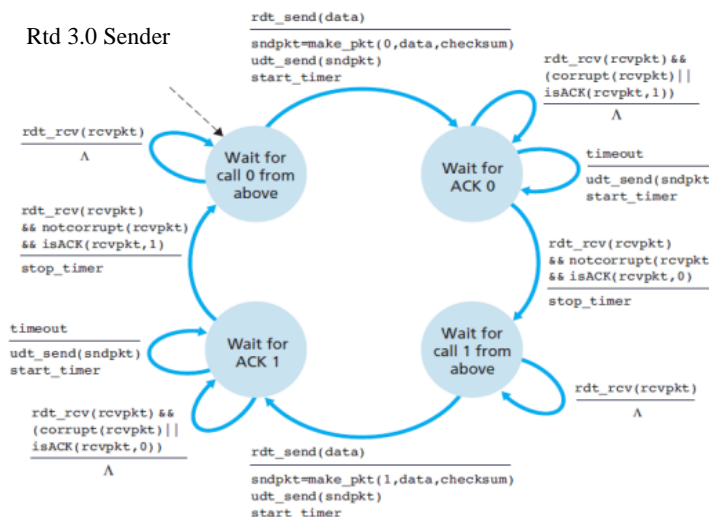 Rtd 3.0 Sender
rdt_send(data)
sndpkt=make_pkt(0,data,checksum)
udt_send(sndpkt)
start_timer
rdt_rcv(rcvpkt) &&
(corrupt(rcvpkt)||
isACK(rcvpkt,1))
Λ
rdt_rcv(rcvpkt)
Λ
Wait for
call 0 from
above
Wait for
ACK 0
timeout
udt_send(sndpkt
start_timer
rdt_rcv(rcvpkt)
&& notcorrupt(rcvpkt)
&& isACK(rcvpkt,1)
stop_timer
rdt_rcv(rcvpkt)
&& notcorrupt(rcvpkt
&& isACK(rcvpkt,0)
stop_timer
timeout
udt_send(sndpkt)
start_timer
Wait for
ACK 1
Wait for
call 1 from
above
rdt_rcv(rcvpkt)
Λ
rdt_rcv(rcvpkt) &&
(corrupt(rcvpkt)||
isACK(rcvpkt,0))
Λ
rdt_send(data)
sndpkt=make_pkt(1,data,checksum)
udt_send(sndpkt)
start_timer